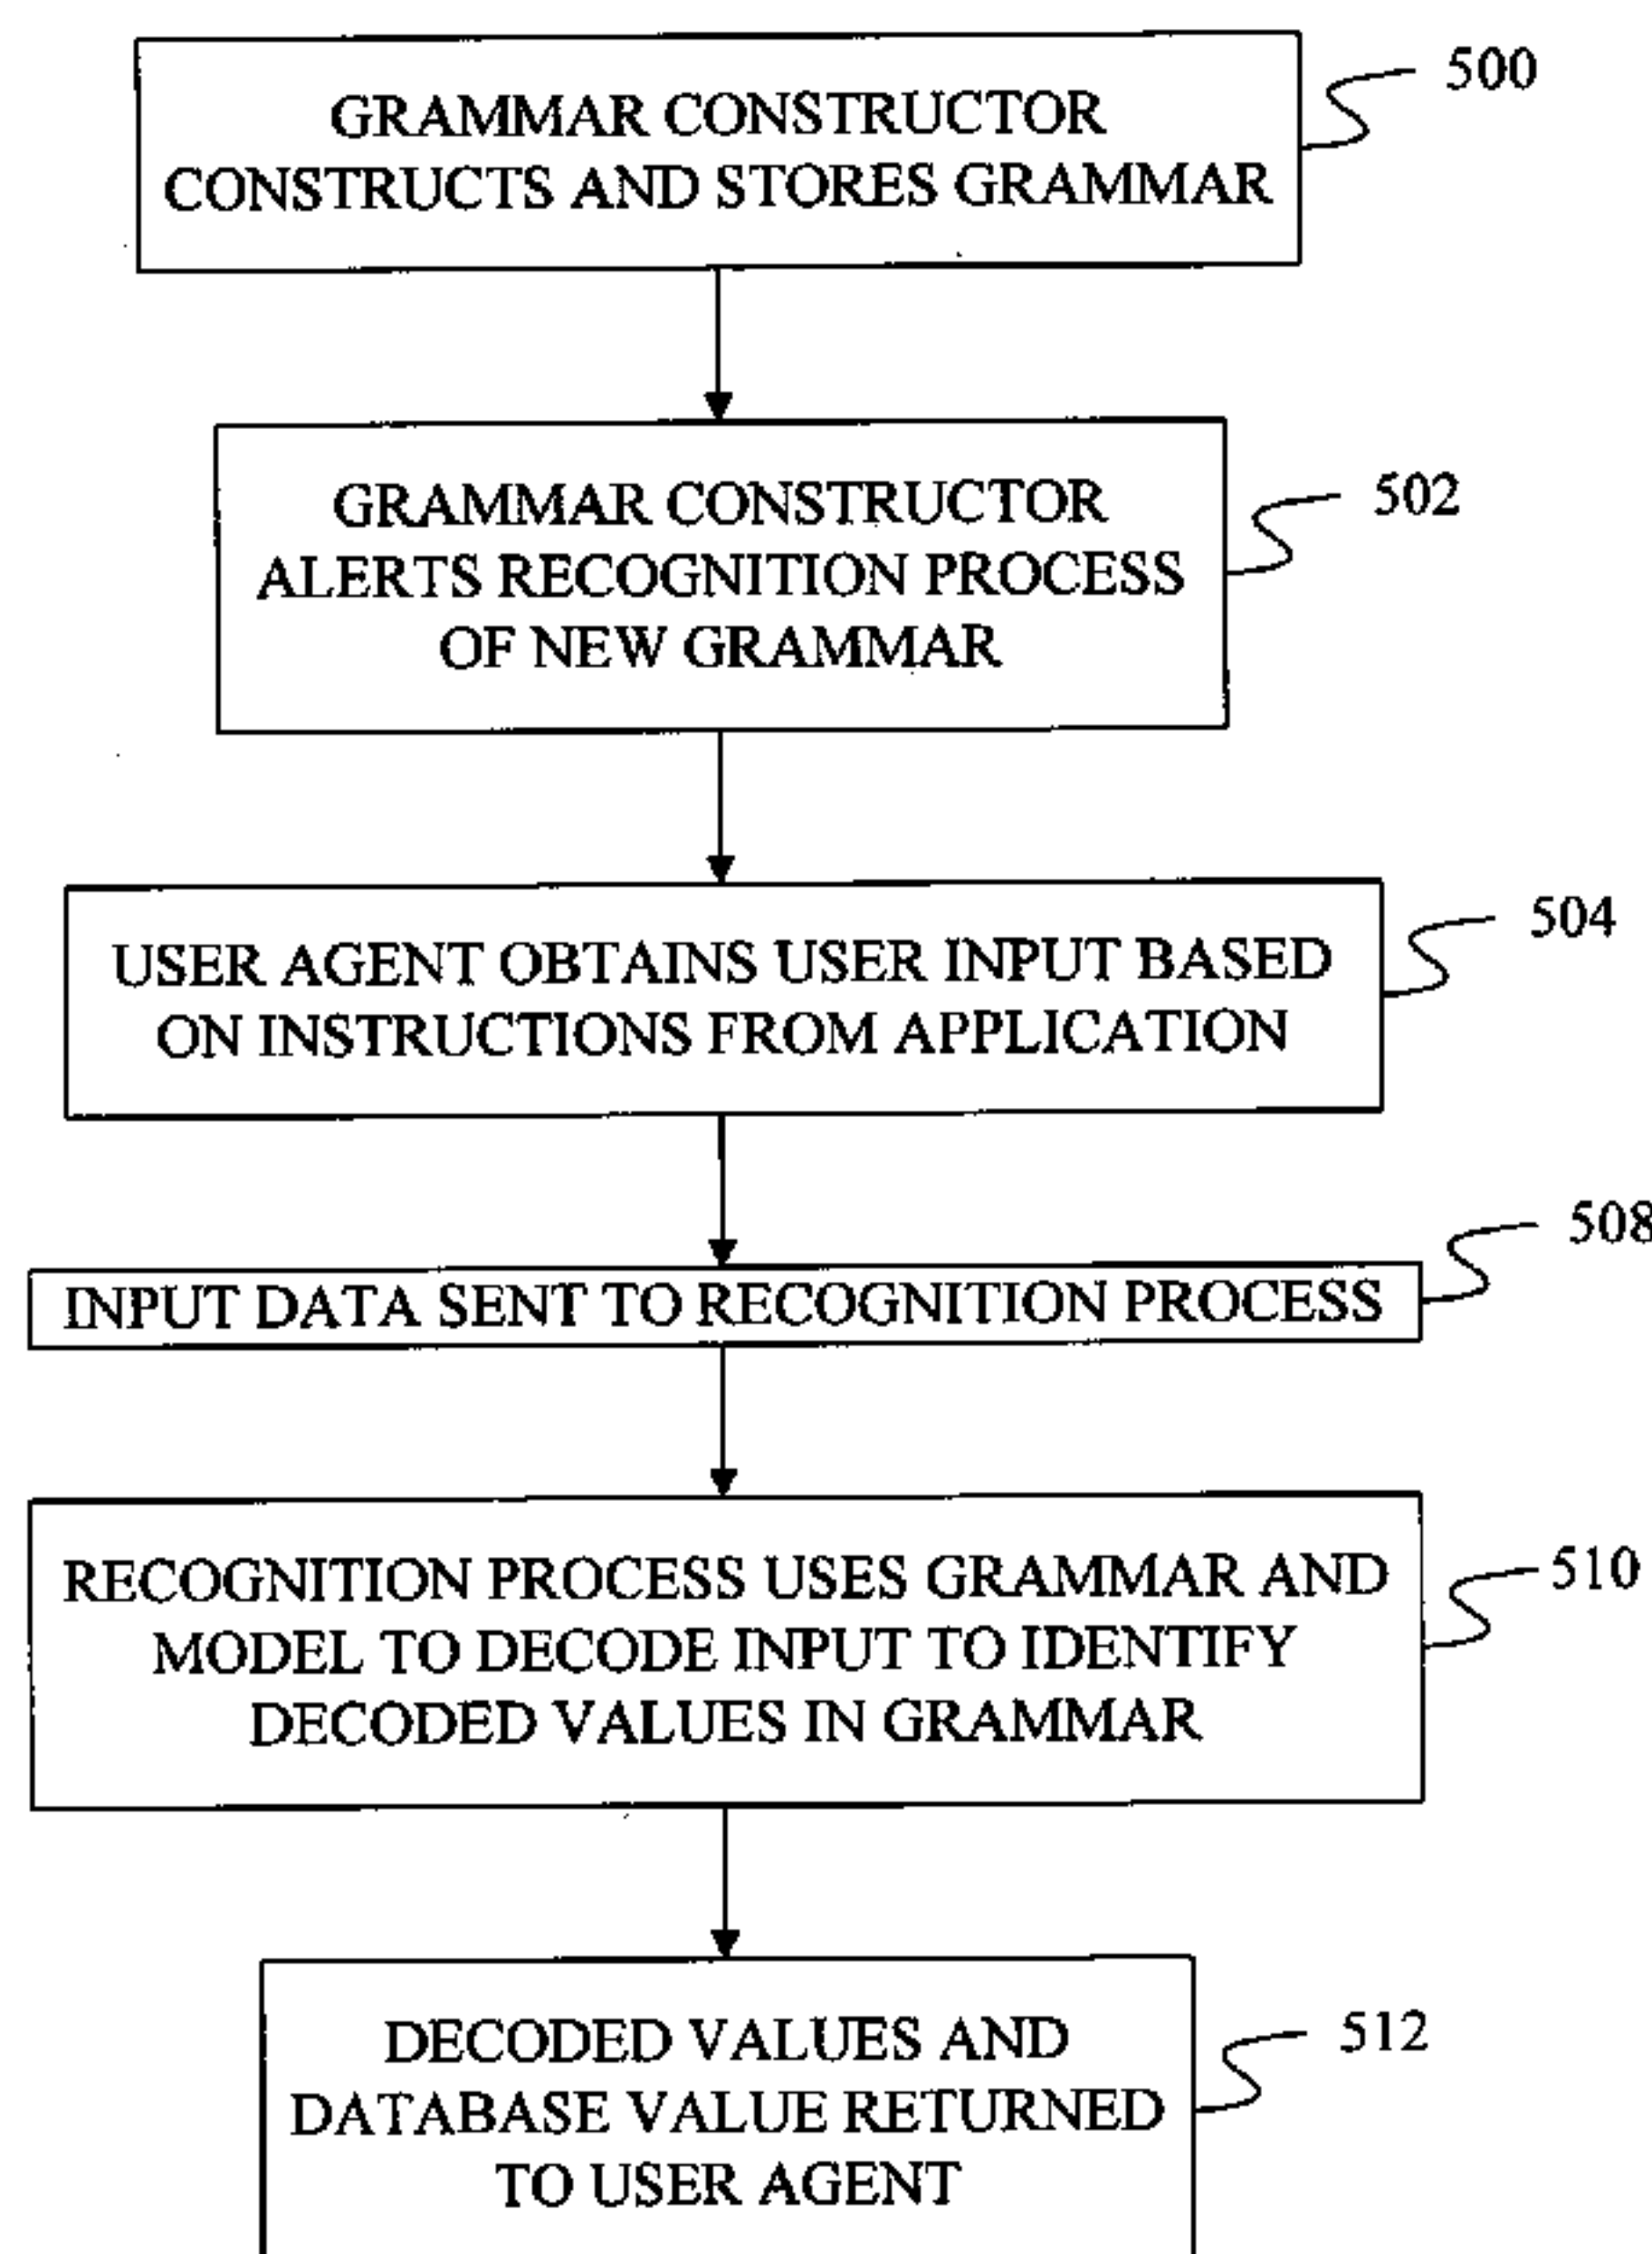 GRAMMAR CONSTRUCTOR
CONSTRUCTS AND STORES GRAMMAR
500
GRAMMAR CONSTRUCTOR
ALERTS RECOGNITION PROCESS
OF NEW GRAMMAR
502
USER AGENT OBTAINS USER INPUT BASED
ON INSTRUCTIONS FROM APPLICATION
504
INPUT DATA SENT TO RECOGNITION PROCESS
508
RECOGNITION PROCESS USES GRAMMAR AND
MODEL TO DECODE INPUT TO IDENTIFY
DECODED VALUES IN GRAMMAR
510
DECODED VALUES AND
DATABASE VALUE RETURNED
TO USER AGENT
512